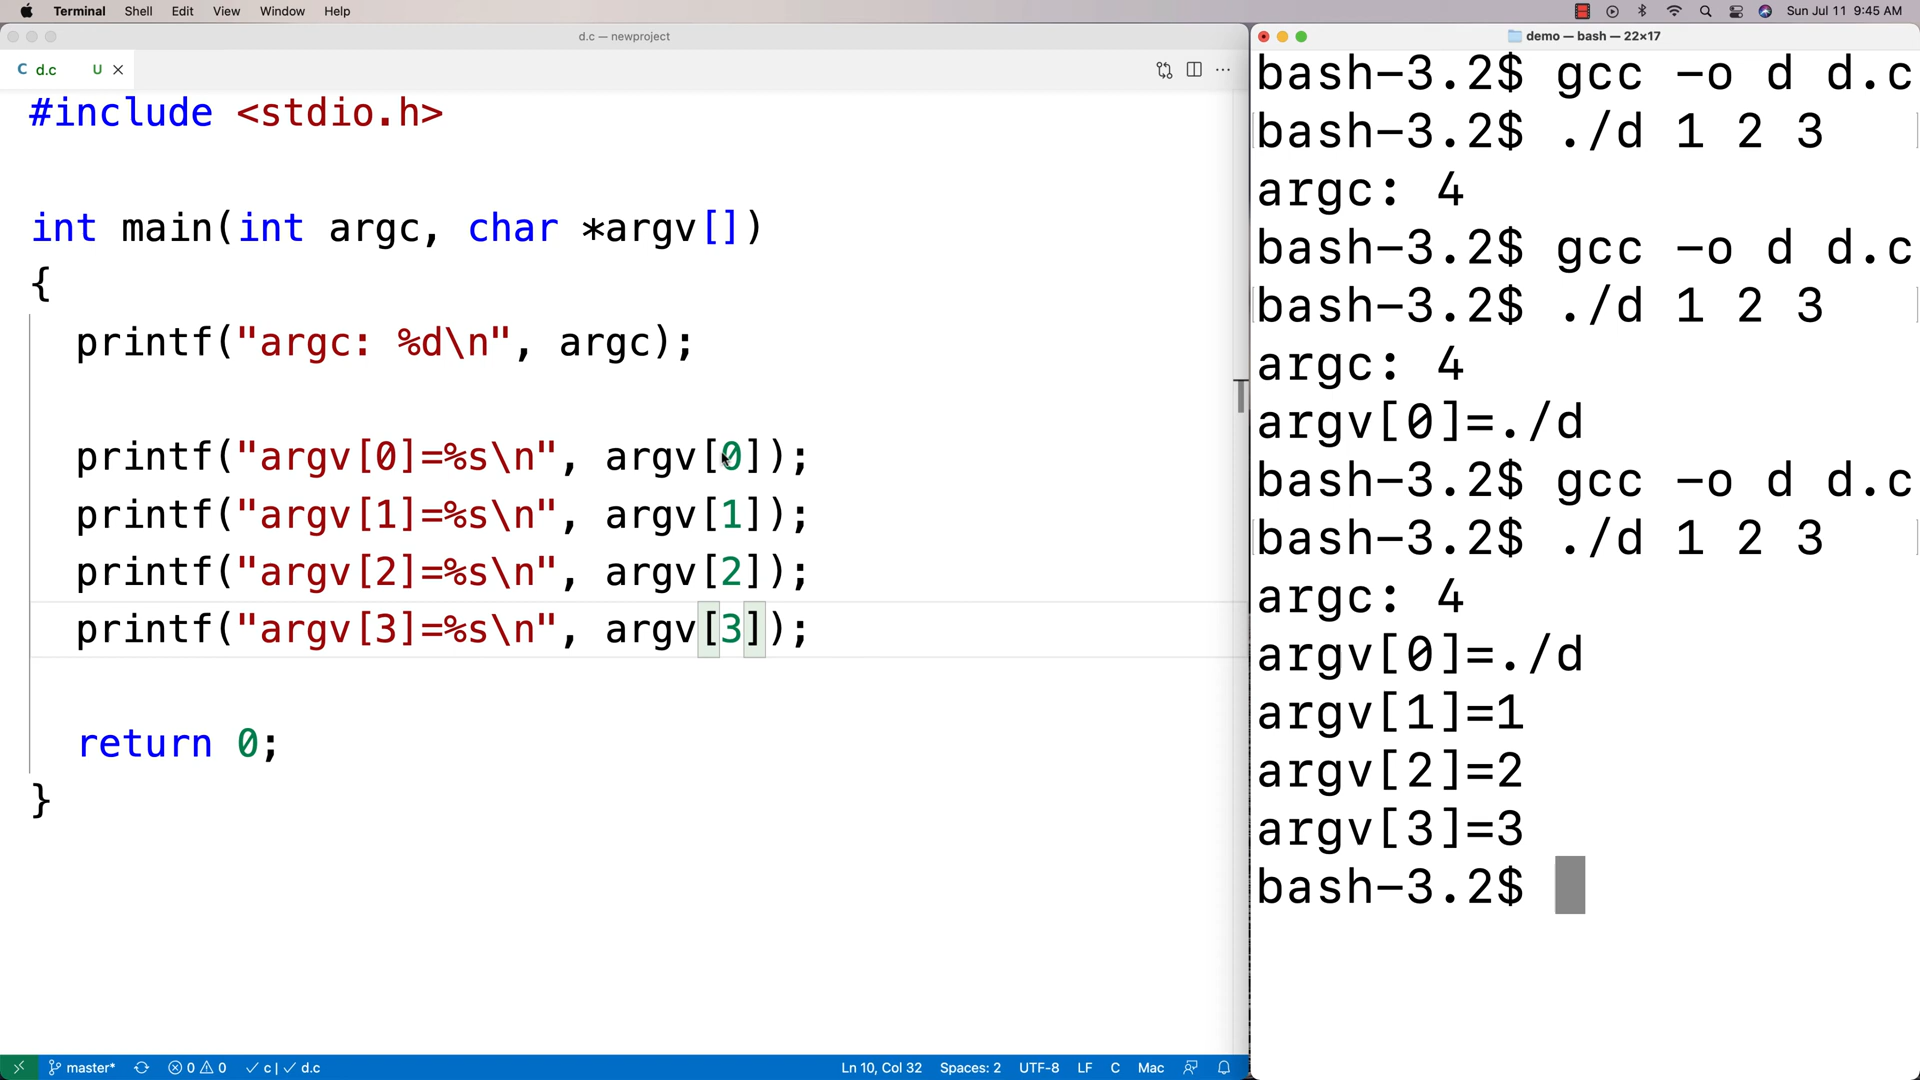 Terminal Shell Edit View Window Help
Sun Jul 11 9:45 AM
d.c — newproject
C d.c U
#include <stdio.h>
int main(int argc, char *argv[])
{
printf("argc: %d\n", argc);
printf("argv[0]=%s\n", argv[0]);
printf("argv[1]=%s\n", argv[1]);
printf("argv[2]=%s\n", argv[2]);
printf("argv[3]=%s\n", argv[3]);
return 0;
}
master* 0 0 c | d.c Ln 10, Col 32 Spaces: 2 UTF-8 LF C Mac
demo — bash — 22×17
bash-3.2$ gcc -o d d.c
bash-3.2$ ./d 1 2 3
argc: 4
bash-3.2$ gcc -o d d.c
bash-3.2$ ./d 1 2 3
argc: 4
argv[0]=./d
bash-3.2$ gcc -o d d.c
bash-3.2$ ./d 1 2 3
argc: 4
argv[0]=./d
argv[1]=1
argv[2]=2
argv[3]=3
bash-3.2$